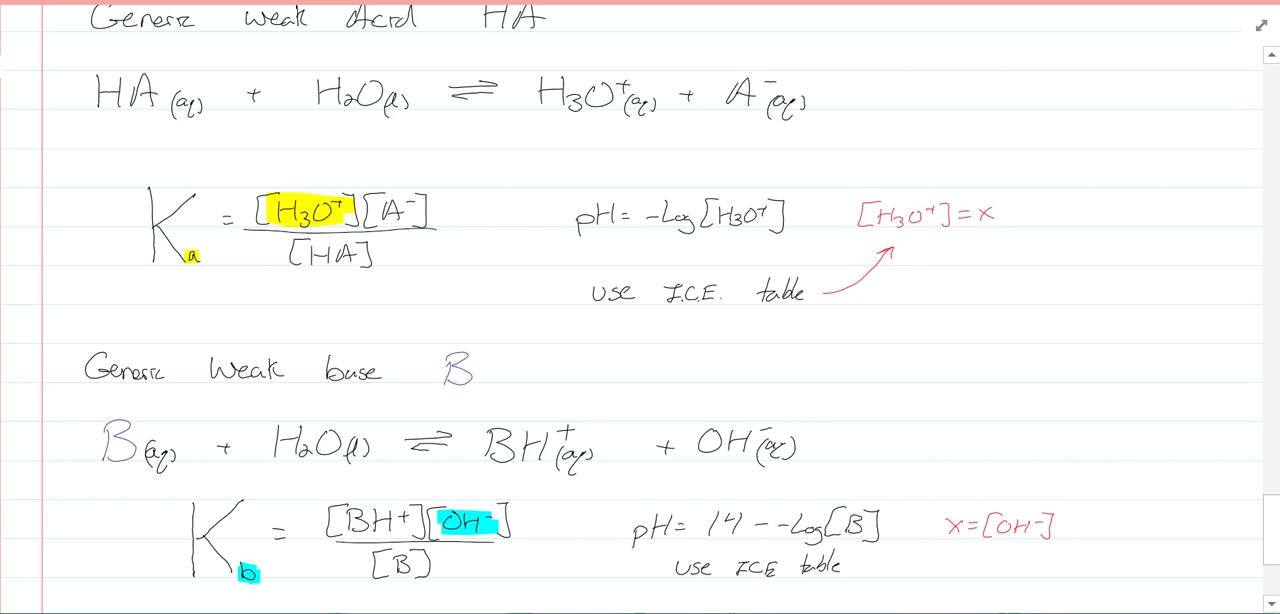 Generic weak Acid HA
HA(aq) + H2O(l) ⇌ H3O+(aq) + A-(aq)
Ka = [H3O+][A-] / [HA] pH = -Log[H3O+] [H3O+] = x
use I.C.E. table
Generic weak base B
B(aq) + H2O(l) ⇌ BH+(aq) + OH-(aq)
Kb = [BH+][OH-] / [B] pH = 14 - -Log[B] x = [OH-]
use ICE table